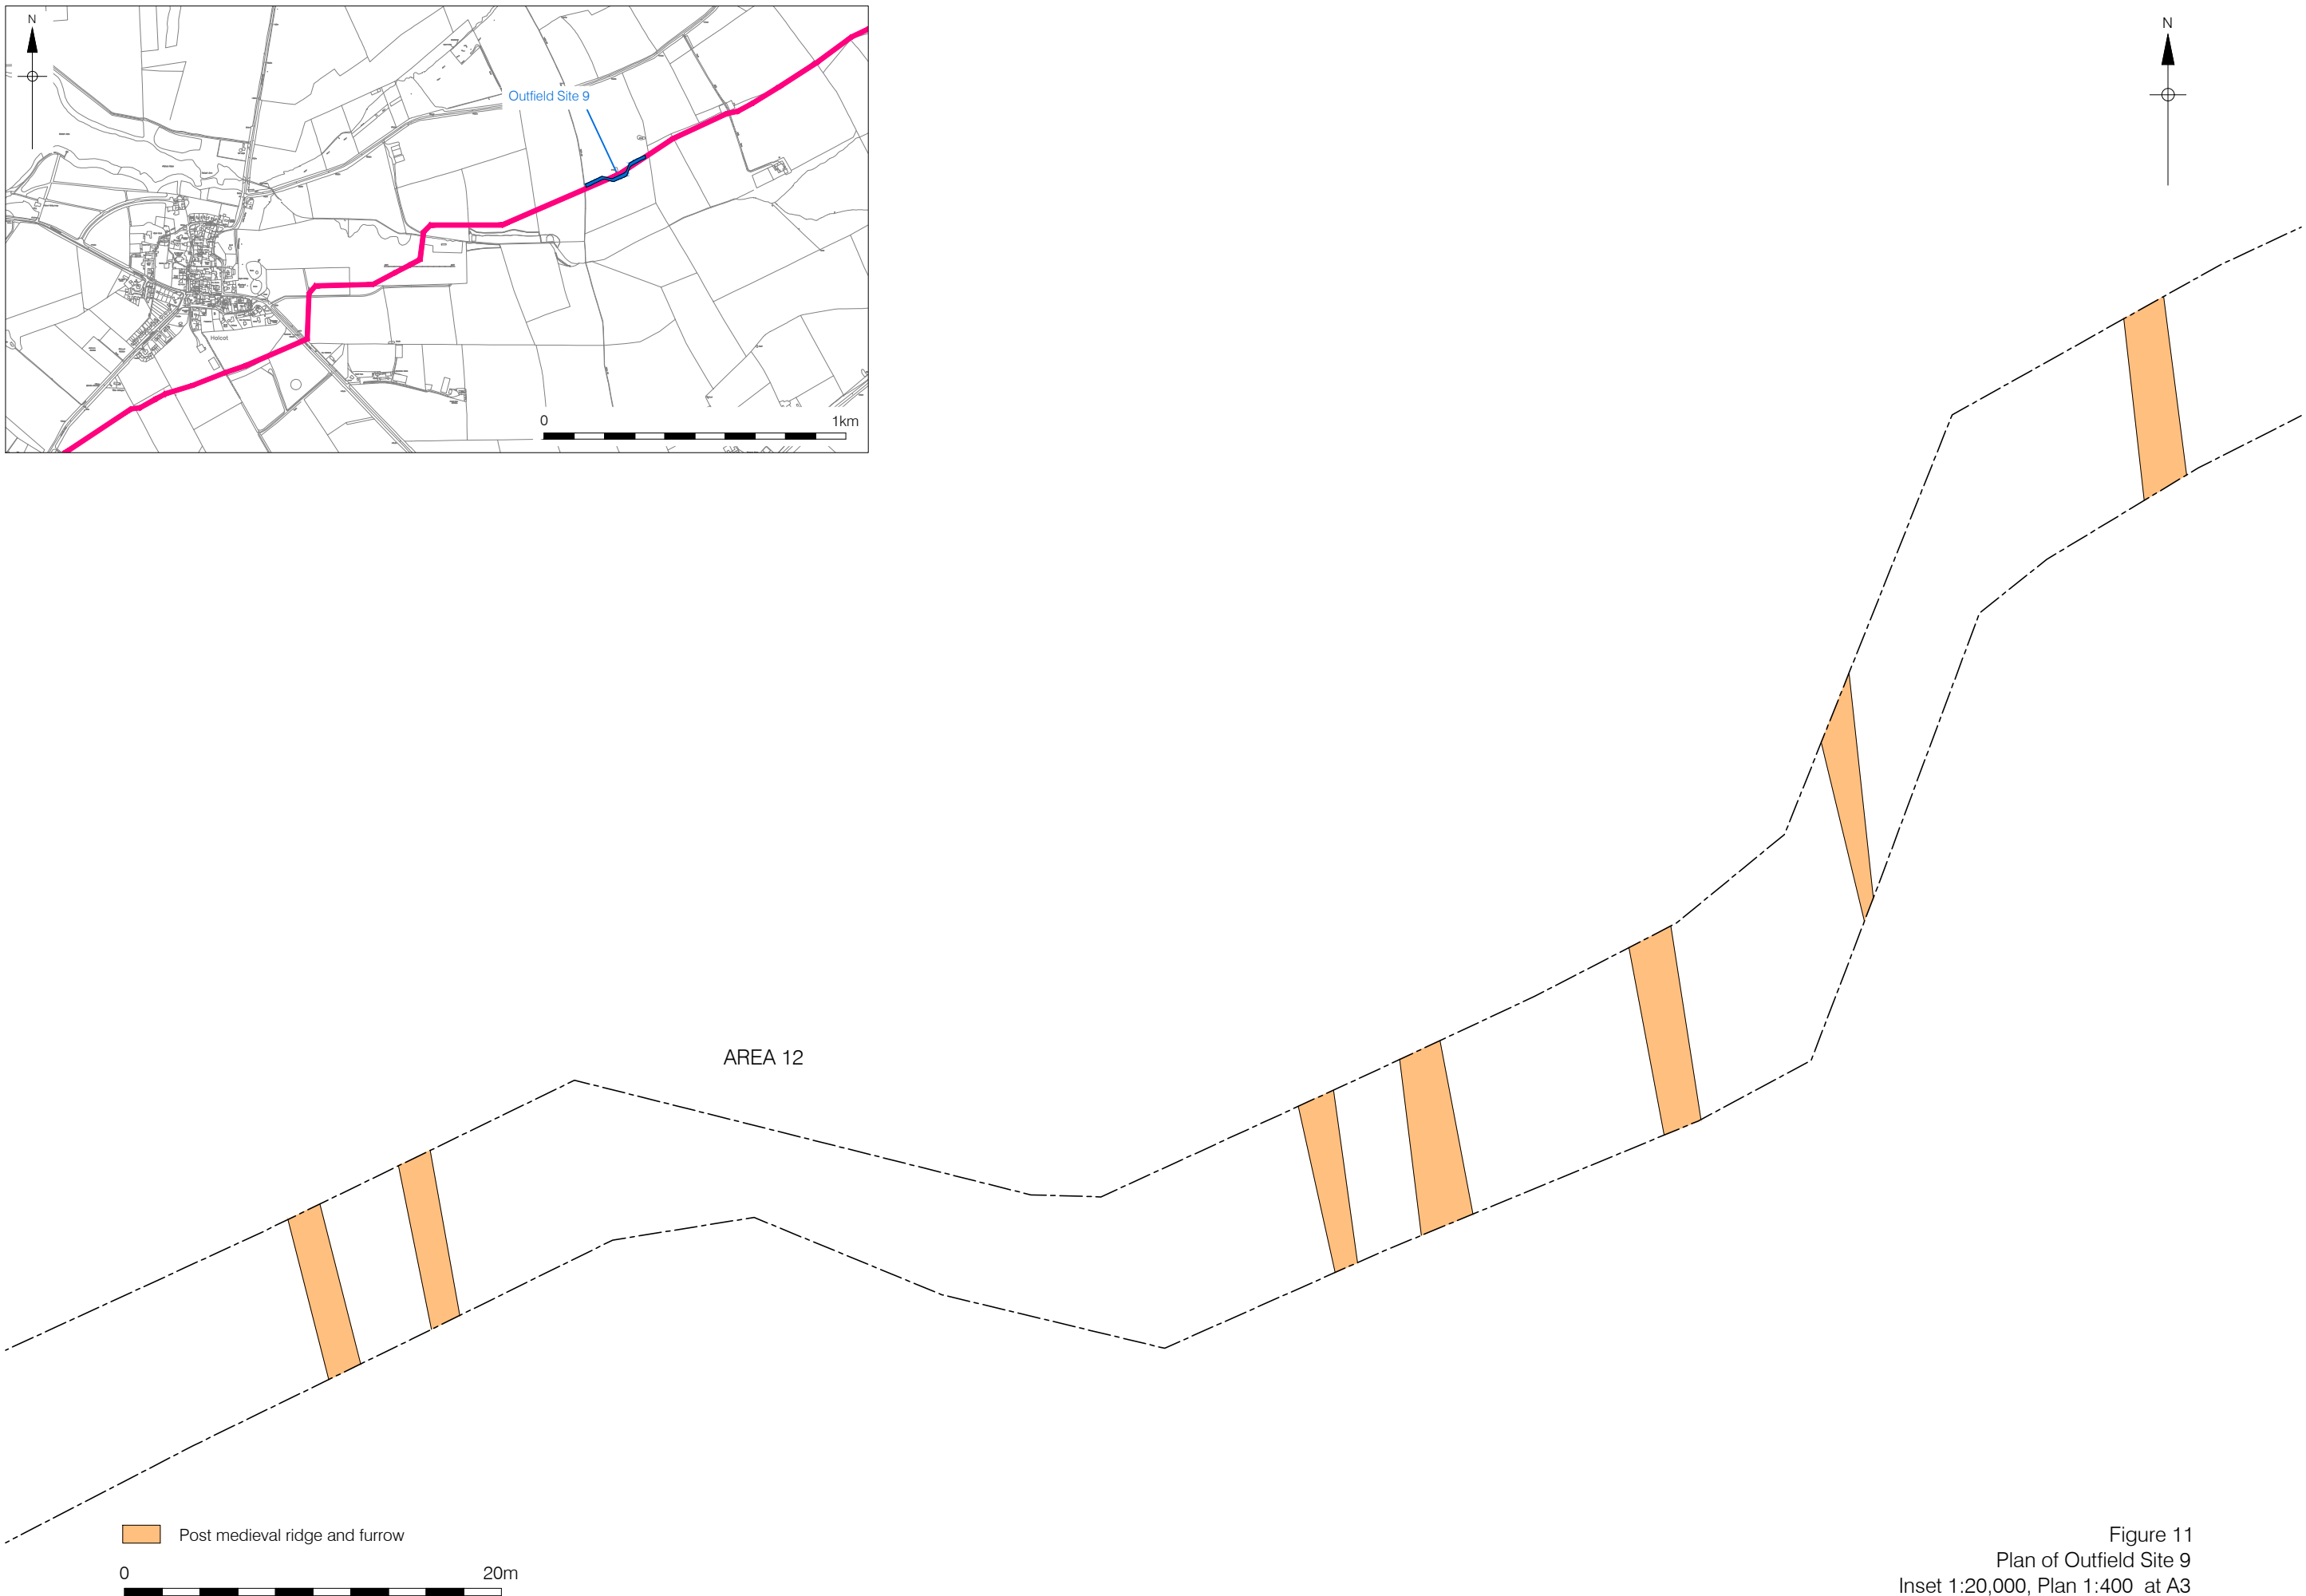 N
Outfield Site 9
Holcot
0 1km
N
AREA 12
Post medieval ridge and furrow
0 20m
Figure 11
Plan of Outfield Site 9
Inset 1:20,000, Plan 1:400 at A3